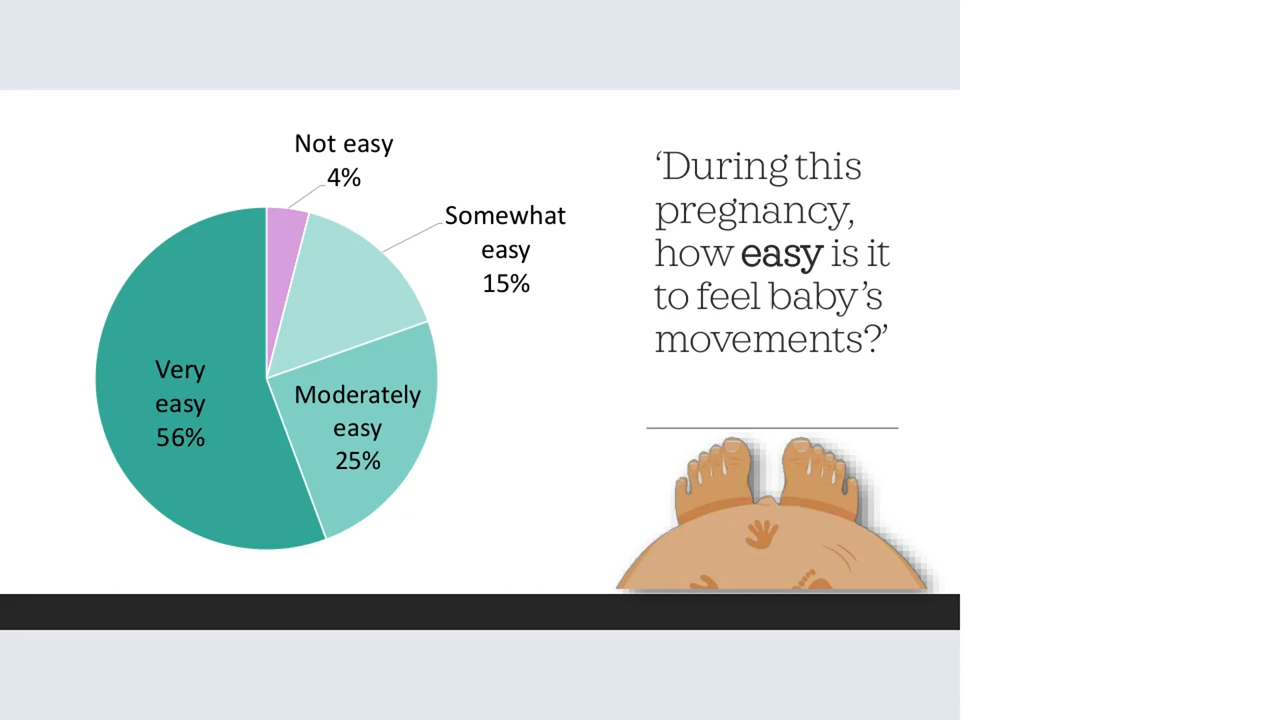 Not easy
4%
Somewhat
easy
15%
Very
easy
56%
Moderately
easy
25%
‘During this
pregnancy,
how easy is it
to feel baby’s
movements?’